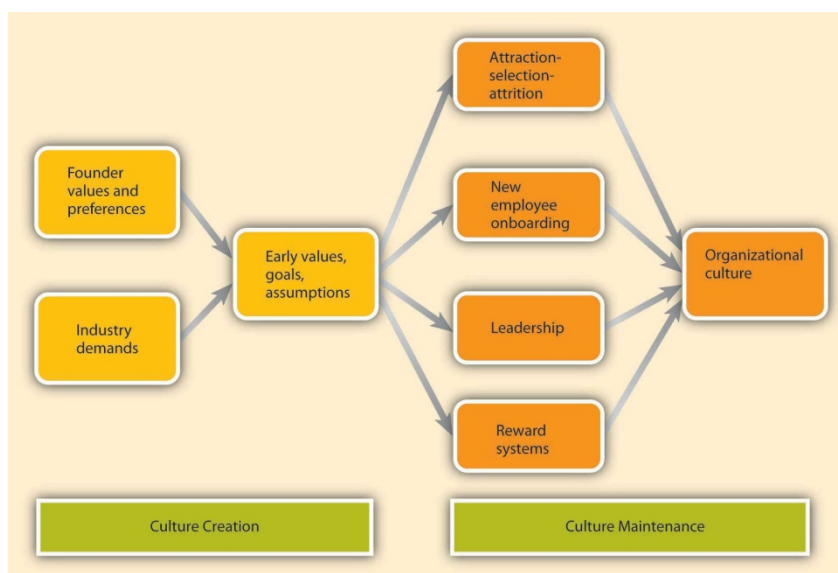 Founder
values and
preferences
Industry
demands
Early values,
goals,
assumptions
Attraction-
selection-
attrition
New
employee
onboarding
Leadership
Reward
systems
Organizational
culture
Culture Creation
Culture Maintenance